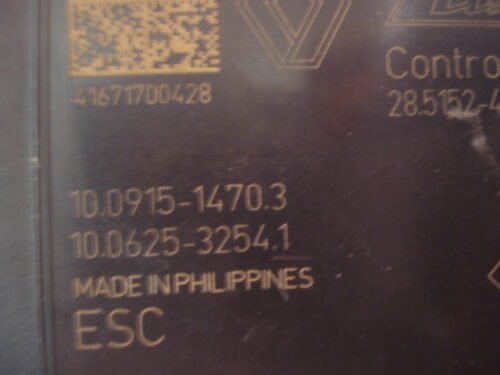 Contro
41671700428
28.5152-4
10.0915-1470.3
10.0625-3254.1
MADE IN PHILIPPINES
ESC